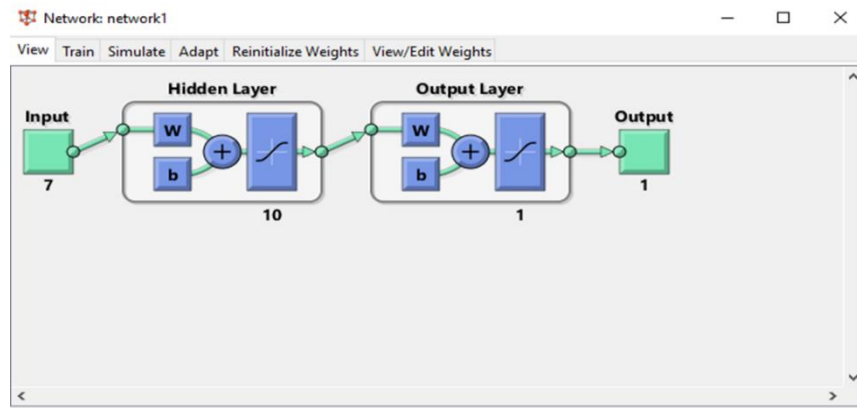 Network: network1
View Train Simulate Adapt Reinitialize Weights View/Edit Weights
Hidden Layer Output Layer
Input Output
W W
b b
7 1
10 1